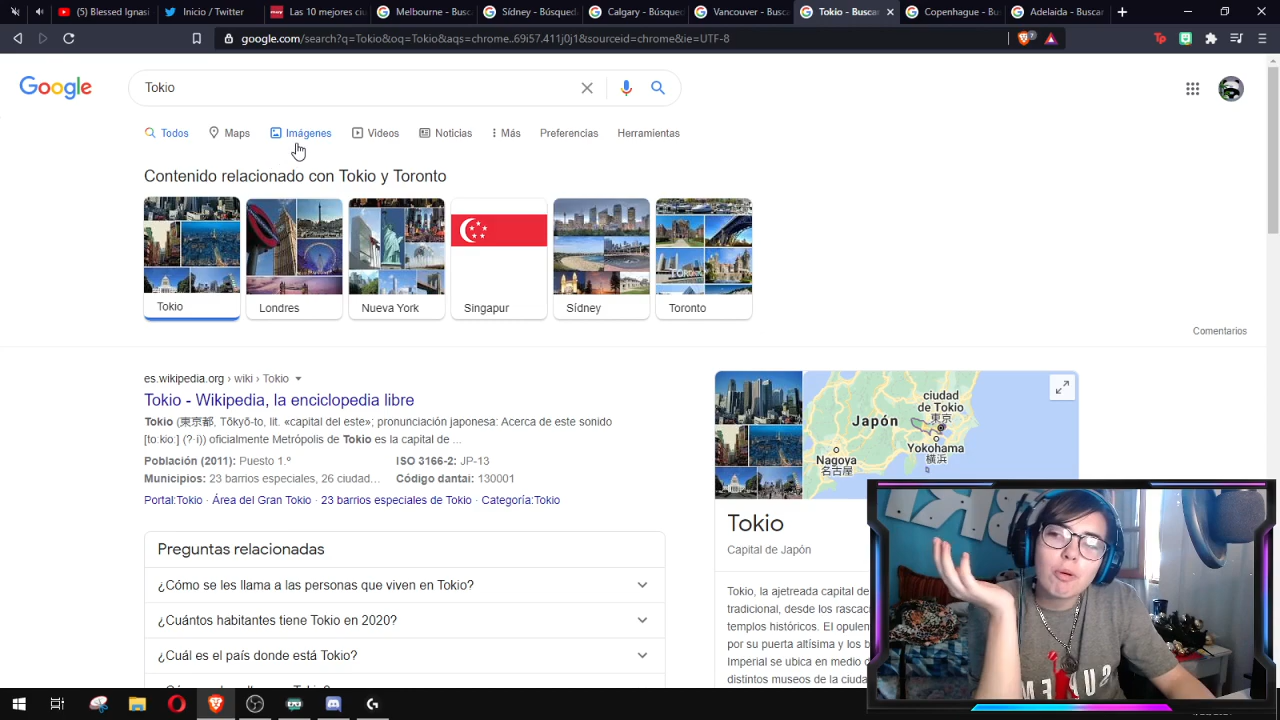 (5) Blessed Ignasi
Inicio / Twitter
Las 10 mejores ciu
Melbourne - Busca
Sídney - Búsqued
Calgary - Búsqued
Vancouver - Busca
Tokio - Buscar
Copenhague - Bus
Adelaida - Buscar
google.com/search?q=Tokio&oq=Tokio&aqs=chrome..69i57.411j0j1&sourceid=chrome&ie=UTF-8
Google
Tokio
Todos
Maps
Imágenes
Videos
Noticias
Más
Preferencias
Herramientas
Contenido relacionado con Tokio y Toronto
Tokio
Londres
Nueva York
Singapur
Sídney
Toronto
Comentarios
es.wikipedia.org › wiki › Tokio
Tokio - Wikipedia, la enciclopedia libre
Tokio (東京都, Tōkyō-to, lit. «capital del este»; pronunciación japonesa: Acerca de este sonido
[to.kio ] (?·i)) oficialmente Metrópolis de Tokio es la capital de ...
Población (2011): Puesto 1.º
ISO 3166-2: JP-13
Municipios: 23 barrios especiales, 26 ciudad...
Código dantai: 130001
Portal:Tokio · Área del Gran Tokio · 23 barrios especiales de Tokio · Categoría:Tokio
Preguntas relacionadas
¿Cómo se les llama a las personas que viven en Tokio?
¿Cuántos habitantes tiene Tokio en 2020?
¿Cuál es el país donde está Tokio?
ciudad
de Tokio
東京
Japón
Yokohama
横浜
Nagoya
名古屋
Tokio
Capital de Japón
Tokio, la ajetreada capital de
tradicional, desde los rascac
templos históricos. El opulen
por su puerta altísima y los b
Imperial se ubica en medio d
distintos museos de la ciuda